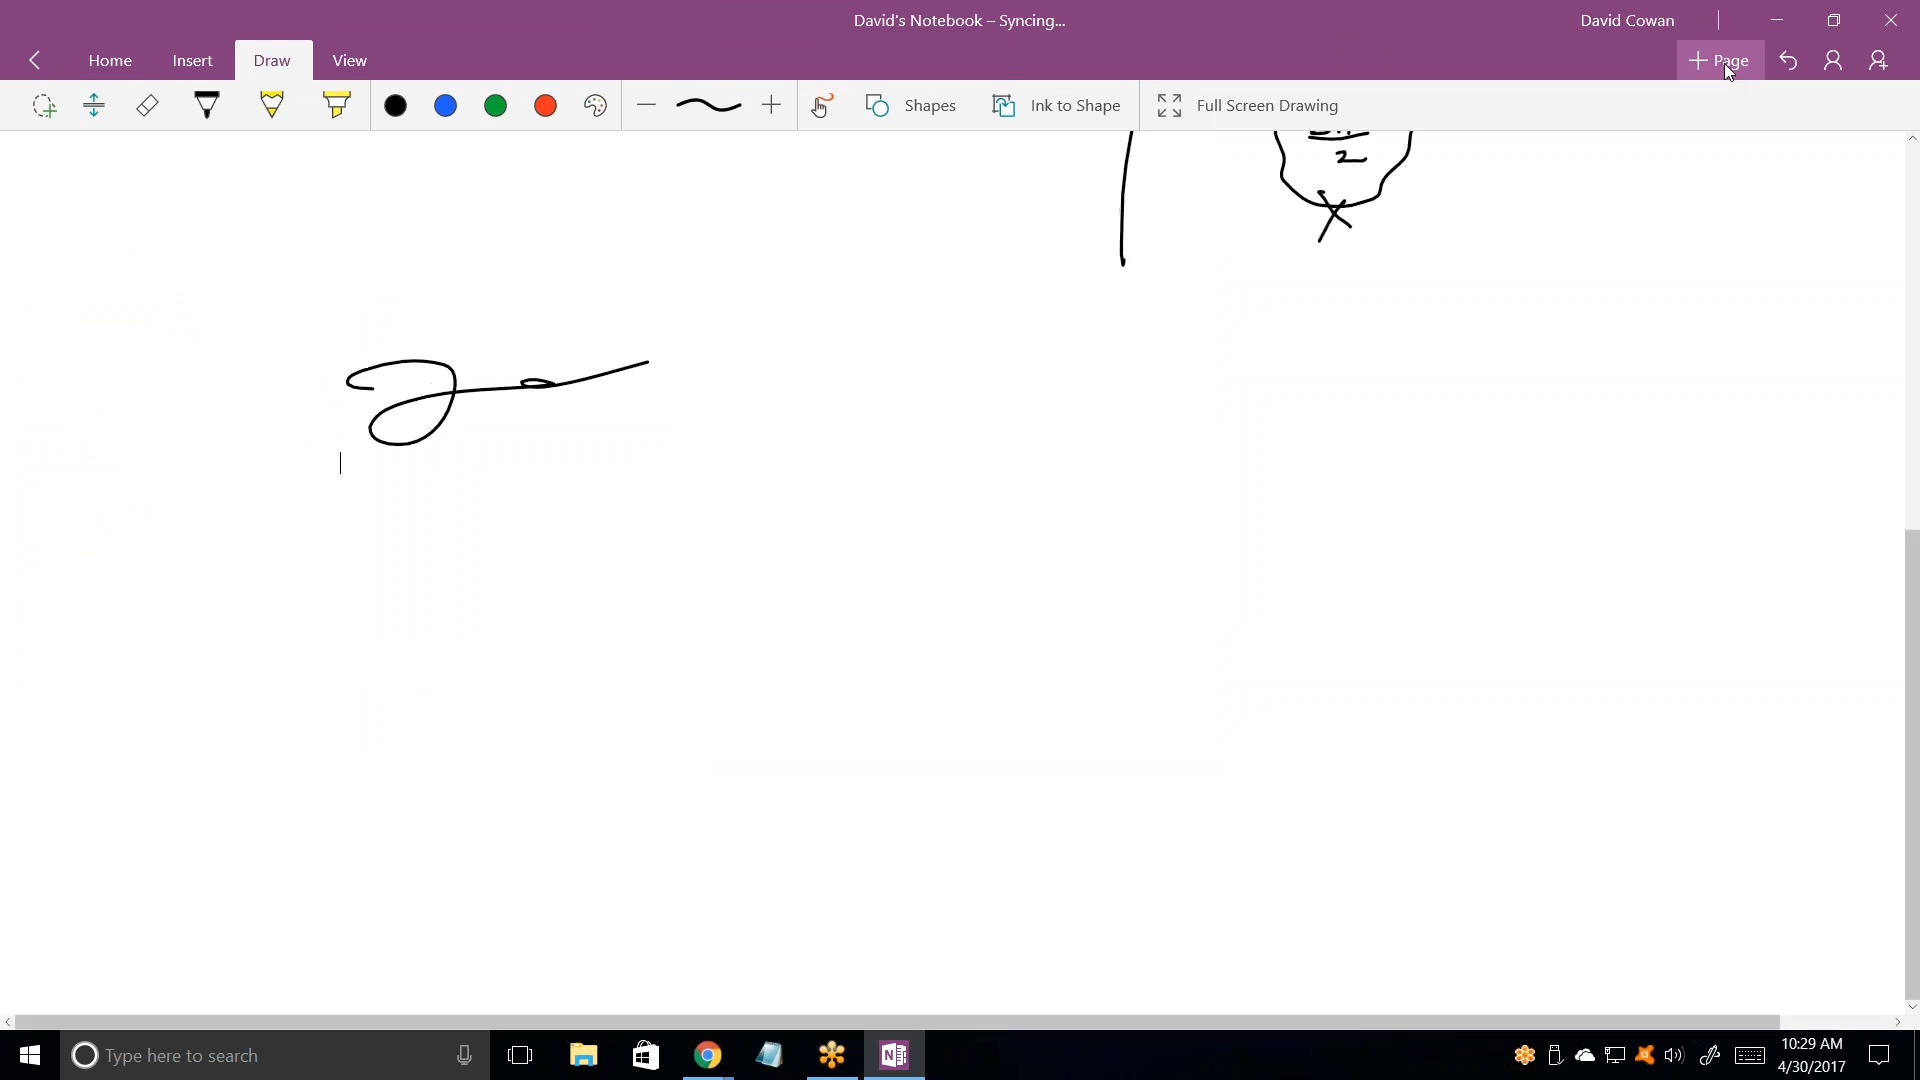 David's Notebook – Syncing...
David Cowan
Home Insert Draw View
Page
Shapes
Ink to Shape
Full Screen Drawing
2
X
Type here to search
N
10:29 AM
4/30/2017